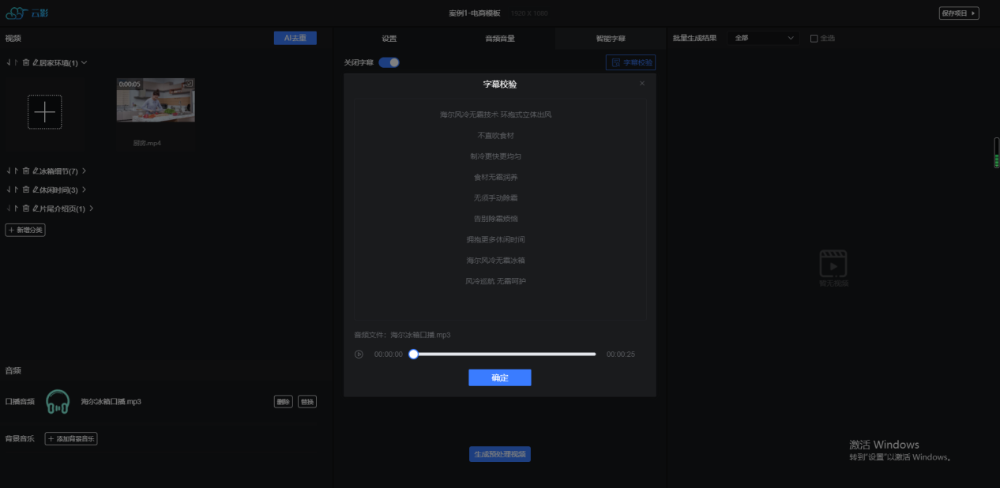 云影
案例1-电商模板 1920 X 1080
保存项目
视频
AI去重
设置
音频音量
智能字幕
批量生成结果
全部
全选
居家环境(1)
关闭字幕
字幕校验
0:00:05
厨房.mp4
冰箱细节(7)
休闲时间(3)
片尾介绍页(1)
+ 新增分类
字幕校验
海尔风冷无霜技术 环抱式立体出风
不直吹食材
制冷更快更均匀
食材无霜润养
无须手动除霜
告别除霜烦恼
拥抱更多休闲时间
海尔风冷无霜冰箱
风冷巡航 无霜呵护
音频文件：海尔冰箱口播.mp3
00:00:00
00:00:25
确定
暂无视频
音频
口播音频
海尔冰箱口播.mp3
删除
替换
背景音乐
+ 添加背景音乐
生成预处理视频
激活 Windows
转到“设置”以激活 Windows。